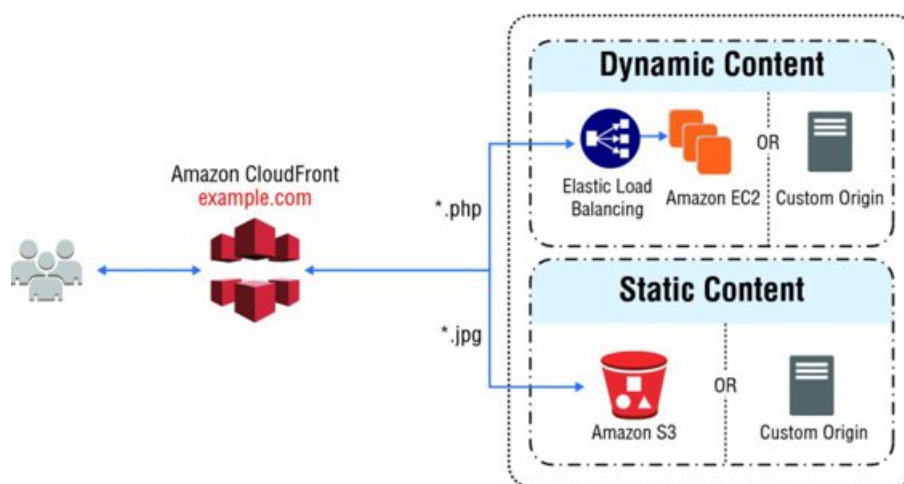 Dynamic Content
Amazon CloudFront
example.com
*.php
Elastic Load
Balancing
Amazon EC2
OR
Custom Origin
Static Content
*.jpg
Amazon S3
OR
Custom Origin